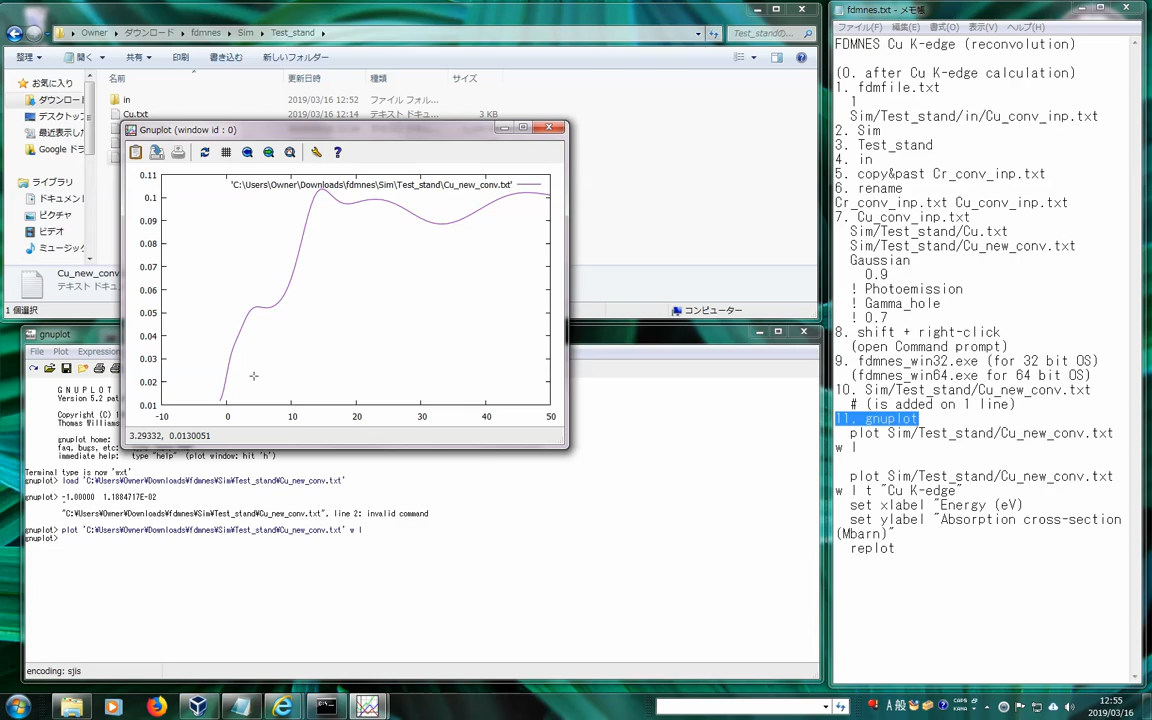 Owner ▸ ダウンロード ▸ fdmnes ▸ Sim ▸ Test_stand ▸
Test_standの...
整理 ▾ 開く ▾ 共有 ▾ 印刷 書き込む 新しいフォルダー
お気に入り
ダウンロー
デスクトップ
最近表示した
Google ド
ライブラリ
ドキュメント
ピクチャ
ビデオ
ミュージック
名前 更新日時 種類 サイズ
in 2019/03/16 12:52 ファイル フォル...
Cu.txt 2019/03/16 12:14 テキスト ドキュ... 3 KB
Cu_new_conv
テキスト ドキュ
1 個選択
コンピューター
Gnuplot (window id : 0)
'C:\Users\Owner\Downloads\fdmnes\Sim\Test_stand\Cu_new_conv.txt'
0.11
0.1
0.09
0.08
0.07
0.06
0.05
0.04
0.03
0.02
0.01
-10 0 10 20 30 40 50
3.29332, 0.0130051
gnuplot
File Plot Expression
G N U P L O T
Version 5.2 pat
Copyright (C) 1
Thomas Williams
gnuplot home:
faq, bugs, etc:
immediate help: type "help" (plot window: hit 'h')
Terminal type is now 'wxt'
gnuplot> load 'C:¥Users¥Owner¥Downloads¥fdmnes¥Sim¥Test_stand¥Cu_new_conv.txt'
gnuplot> -1.00000 1.1884717E-02
"C:¥Users¥Owner¥Downloads¥fdmnes¥Sim¥Test_stand¥Cu_new_conv.txt", line 2: invalid command
gnuplot> plot 'C:¥Users¥Owner¥Downloads¥fdmnes¥Sim¥Test_stand¥Cu_new_conv.txt' w l
gnuplot>
encoding: sjis
fdmnes.txt - メモ帳
ファイル(F) 編集(E) 書式(O) 表示(V) ヘルプ(H)
FDMNES Cu K-edge (reconvolution)
(0. after Cu K-edge calculation)
1. fdmfile.txt
1
Sim/Test_stand/in/Cu_conv_inp.txt
2. Sim
3. Test_stand
4. in
5. copy&past Cr_conv_inp.txt
6. rename
Cr_conv_inp.txt Cu_conv_inp.txt
7. Cu_conv_inp.txt
Sim/Test_stand/Cu.txt
Sim/Test_stand/Cu_new_conv.txt
Gaussian
0.9
! Photoemission
! Gamma_hole
! 0.7
8. shift + right-click
(open Command prompt)
9. fdmnes_win32.exe (for 32 bit OS)
(fdmnes_win64.exe for 64 bit OS)
10. Sim/Test_stand/Cu_new_conv.txt
# (is added on 1 line)
11. gnuplot
plot Sim/Test_stand/Cu_new_conv.txt
w l
plot Sim/Test_stand/Cu_new_conv.txt
w l t "Cu K-edge"
set xlabel "Energy (eV)
set ylabel "Absorption cross-section
(Mbarn)"
replot
A 般
CAPS
KANA
12:55
2019/03/16